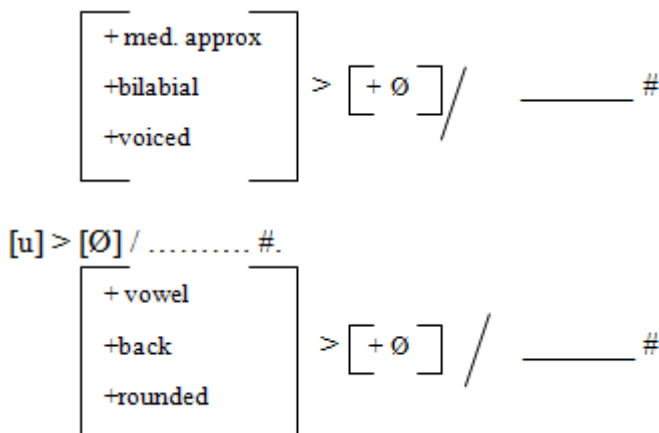 + med. approx
+bilabial > [ + Ø ] / ______ #
+voiced
[u] > [Ø] / ………. #.
+ vowel
+back > [ + Ø ] / ______ #
+rounded